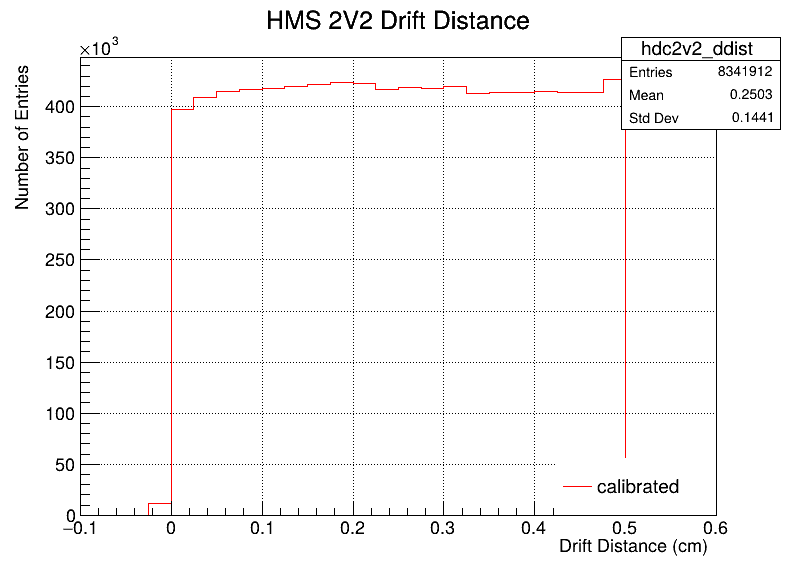 HMS 2V2 Drift Distance
×10³
hdc2v2_ddist
Entries 8341912
Mean 0.2503
Std Dev 0.1441
Number of Entries
400
350
300
250
200
150
100
50
0
calibrated
−0.1 0 0.1 0.2 0.3 0.4 0.5 0.6
Drift Distance (cm)